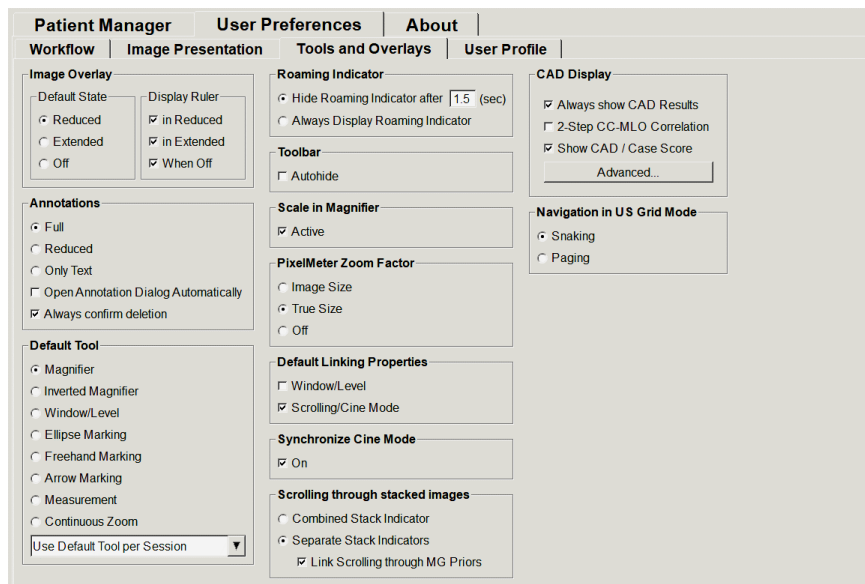 Patient Manager
User Preferences
About
Workflow
Image Presentation
Tools and Overlays
User Profile
Image Overlay
Default State
Reduced
Extended
Off
Display Ruler
in Reduced
in Extended
When Off
Annotations
Full
Reduced
Only Text
Open Annotation Dialog Automatically
Always confirm deletion
Default Tool
Magnifier
Inverted Magnifier
Window/Level
Ellipse Marking
Freehand Marking
Arrow Marking
Measurement
Continuous Zoom
Use Default Tool per Session
Roaming Indicator
Hide Roaming Indicator after 1.5 (sec)
Always Display Roaming Indicator
Toolbar
Autohide
Scale in Magnifier
Active
PixelMeter Zoom Factor
Image Size
True Size
Off
Default Linking Properties
Window/Level
Scrolling/Cine Mode
Synchronize Cine Mode
On
Scrolling through stacked images
Combined Stack Indicator
Separate Stack Indicators
Link Scrolling through MG Priors
CAD Display
Always show CAD Results
2-Step CC-MLO Correlation
Show CAD / Case Score
Advanced...
Navigation in US Grid Mode
Snaking
Paging